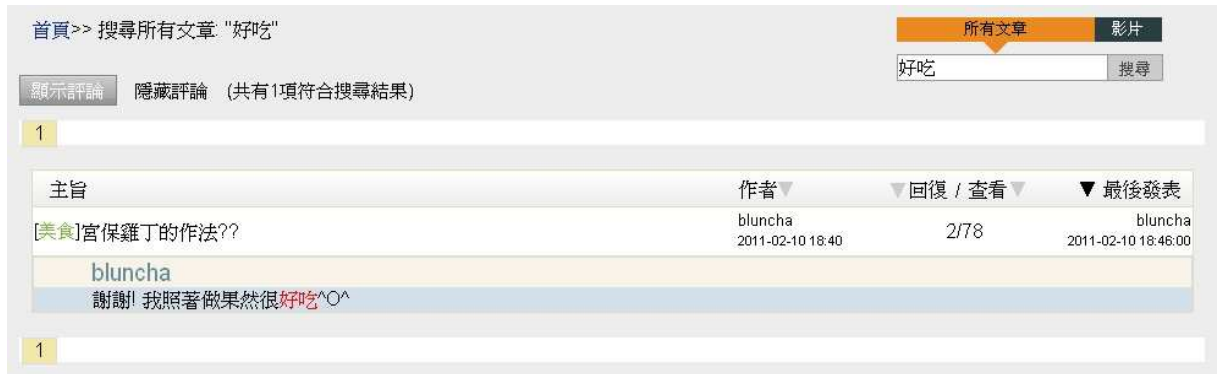 首頁>> 搜尋所有文章: "好吃"
所有文章 影片
好吃 搜尋
顯示評論 隱藏評論 (共有1項符合搜尋結果)
1
主旨 作者▼ ▼回復 / 查看▼ ▼ 最後發表
[美食]宮保雞丁的作法?? bluncha 2/78 bluncha
2011-02-10 18:40 2011-02-10 18:46:00
bluncha
謝謝! 我照著做果然很好吃^O^
1